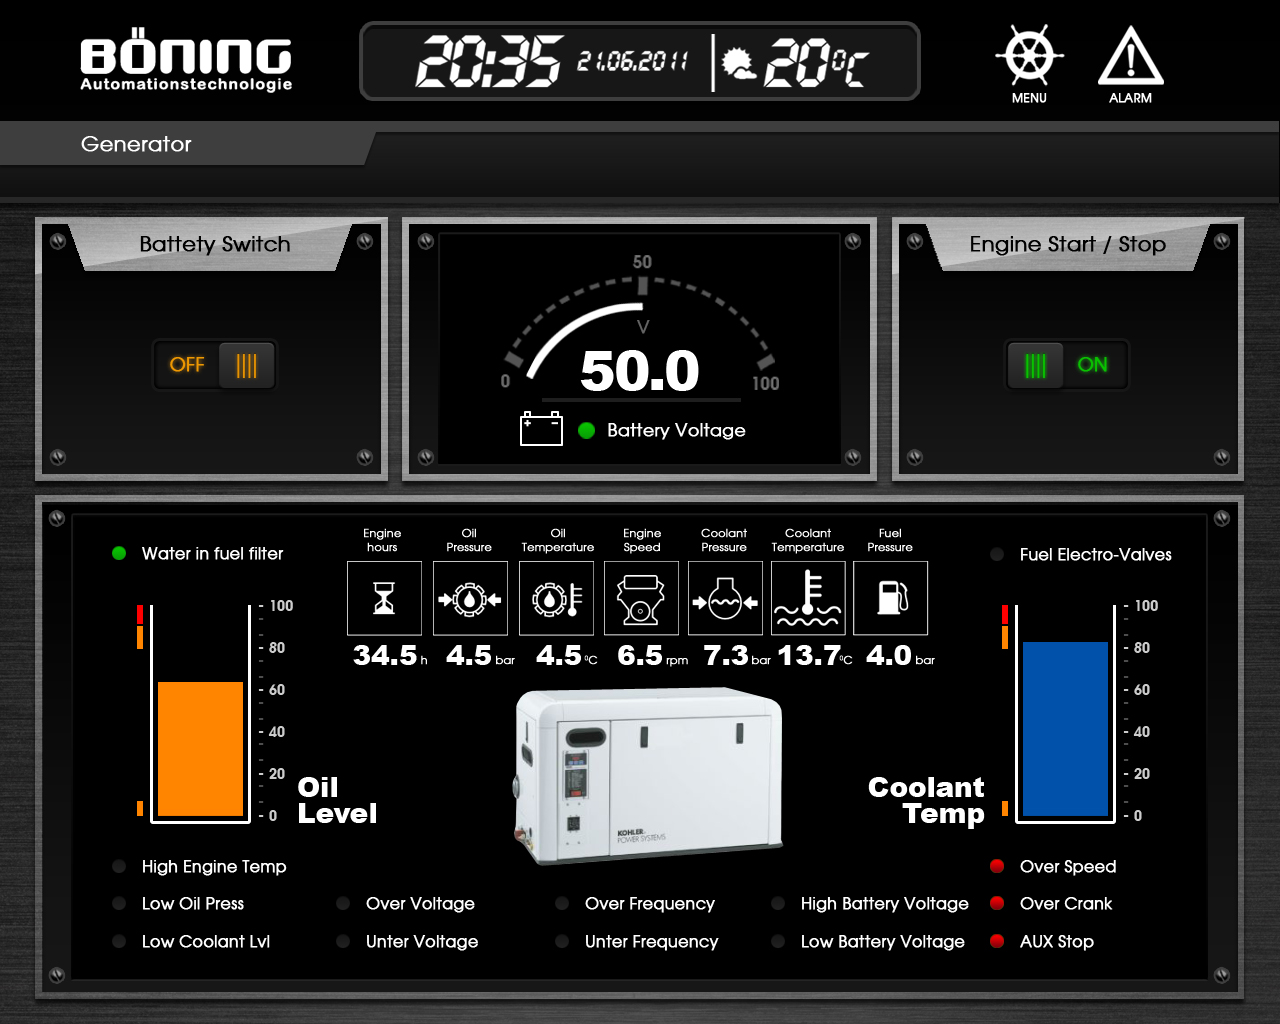 BÖNING
Automationstechnologie
20:35 21.06.2011 20°C
MENU
ALARM
Generator
Battety Switch
OFF
50
0
100
V
50.0
Battery Voltage
Engine Start / Stop
ON
Water in fuel filter
100
80
60
40
20
0
Oil
Level
Engine
hours
34.5 h
Oil
Pressure
4.5 bar
Oil
Temperature
4.5 °C
Engine
Speed
6.5 rpm
Coolant
Pressure
7.3 bar
Coolant
Temperature
13.7 °C
Fuel
Pressure
4.0 bar
KOHLER
POWER SYSTEMS
Fuel Electro-Valves
100
80
60
40
20
0
Coolant
Temp
High Engine Temp
Over Speed
Low Oil Press
Over Voltage
Over Frequency
High Battery Voltage
Over Crank
Low Coolant Lvl
Unter Voltage
Unter Frequency
Low Battery Voltage
AUX Stop